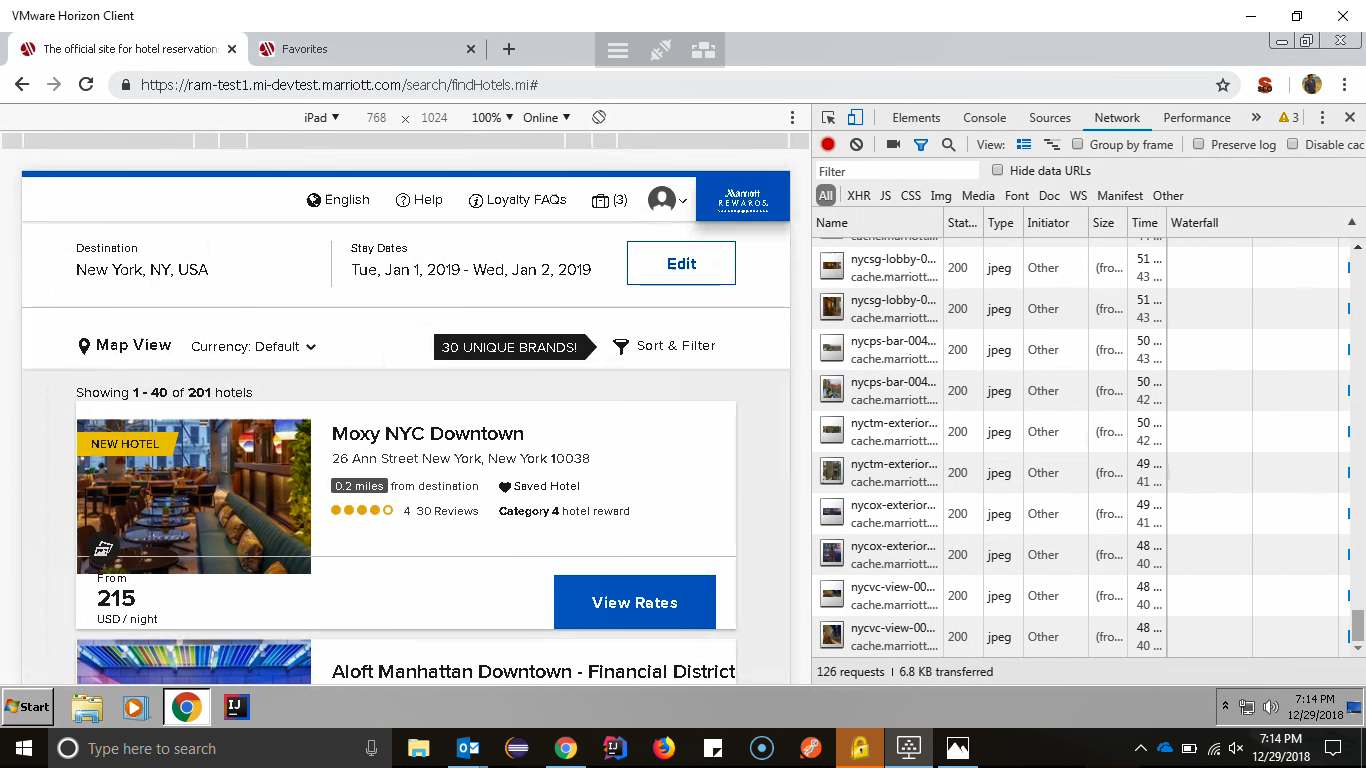 VMware Horizon Client
The official site for hotel reservation
Favorites
https://ram-test1.mi-devtest.marriott.com/search/findHotels.mi#
iPad 768 × 1024 100% Online
Elements Console Sources Network Performance » 3
View: Group by frame Preserve log Disable cac
Filter
Hide data URLs
All XHR JS CSS Img Media Font Doc WS Manifest Other
Name Stat... Type Initiator Size Time Waterfall
nycsg-lobby-0... 200 jpeg Other (fro... 51 ...
cache.marriott.... 43 ...
nycsg-lobby-0... 200 jpeg Other (fro... 51 ...
cache.marriott.... 43 ...
nycps-bar-004... 200 jpeg Other (fro... 50 ...
cache.marriott.... 43 ...
nycps-bar-004... 200 jpeg Other (fro... 50 ...
cache.marriott.... 42 ...
nyctm-exterior... 200 jpeg Other (fro... 50 ...
cache.marriott.... 42 ...
nyctm-exterior... 200 jpeg Other (fro... 49 ...
cache.marriott.... 41 ...
nycox-exterior... 200 jpeg Other (fro... 49 ...
cache.marriott.... 41 ...
nycox-exterior... 200 jpeg Other (fro... 48 ...
cache.marriott.... 40 ...
nycvc-view-00... 200 jpeg Other (fro... 48 ...
cache.marriott.... 40 ...
nycvc-view-00... 200 jpeg Other (fro... 48 ...
cache.marriott.... 40 ...
126 requests | 6.8 KB transferred
English Help Loyalty FAQs (3)
Marriott
REWARDS.
Destination
New York, NY, USA
Stay Dates
Tue, Jan 1, 2019 - Wed, Jan 2, 2019
Edit
Map View Currency: Default 30 UNIQUE BRANDS! Sort & Filter
Showing 1 - 40 of 201 hotels
NEW HOTEL
Moxy NYC Downtown
26 Ann Street New York, New York 10038
0.2 miles from destination Saved Hotel
4 30 Reviews Category 4 hotel reward
From
215
USD / night
View Rates
Aloft Manhattan Downtown - Financial District
Start
7:14 PM
12/29/2018
Type here to search
7:14 PM
12/29/2018